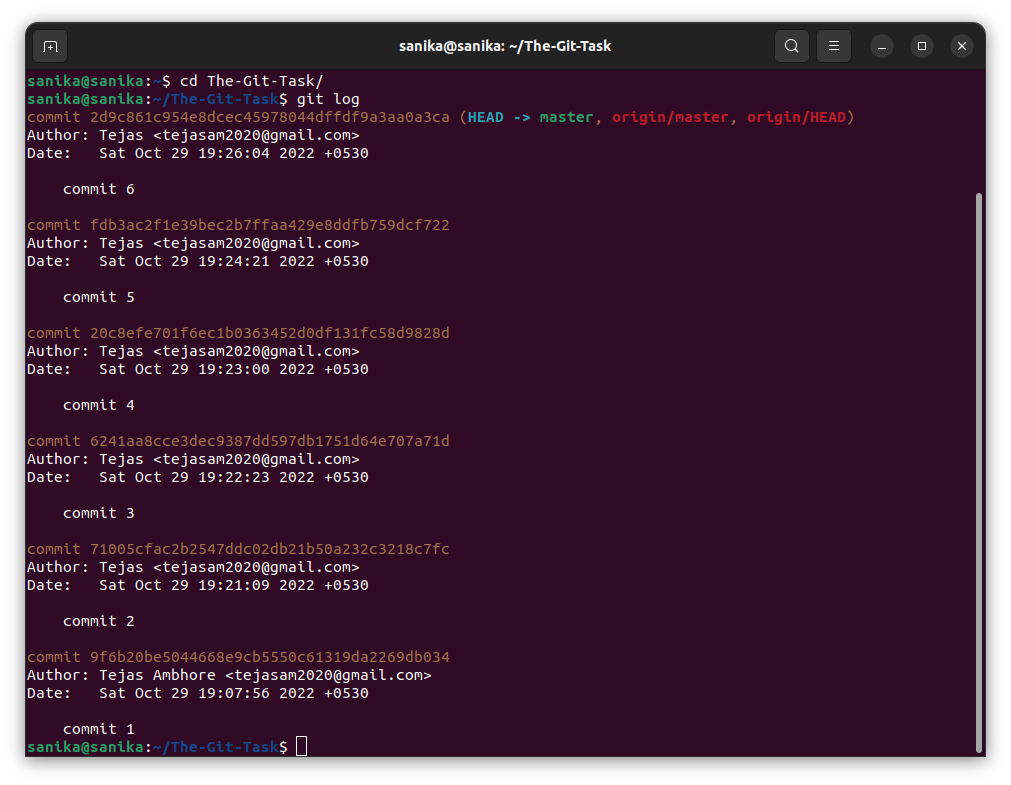 sanika@sanika: ~/The-Git-Task
sanika@sanika:~$ cd The-Git-Task/
sanika@sanika:~/The-Git-Task$ git log
commit 2d9c861c954e8dcec45978044dffdf9a3aa0a3ca (HEAD -> master, origin/master, origin/HEAD)
Author: Tejas <tejasam2020@gmail.com>
Date:   Sat Oct 29 19:26:04 2022 +0530
    commit 6
commit fdb3ac2f1e39bec2b7ffaa429e8ddfb759dcf722
Author: Tejas <tejasam2020@gmail.com>
Date:   Sat Oct 29 19:24:21 2022 +0530
    commit 5
commit 20c8efe701f6ec1b0363452d0df131fc58d9828d
Author: Tejas <tejasam2020@gmail.com>
Date:   Sat Oct 29 19:23:00 2022 +0530
    commit 4
commit 6241aa8cce3dec9387dd597db1751d64e707a71d
Author: Tejas <tejasam2020@gmail.com>
Date:   Sat Oct 29 19:22:23 2022 +0530
    commit 3
commit 71005cfac2b2547ddc02db21b50a232c3218c7fc
Author: Tejas <tejasam2020@gmail.com>
Date:   Sat Oct 29 19:21:09 2022 +0530
    commit 2
commit 9f6b20be5044668e9cb5550c61319da2269db034
Author: Tejas Ambhore <tejasam2020@gmail.com>
Date:   Sat Oct 29 19:07:56 2022 +0530
    commit 1
sanika@sanika:~/The-Git-Task$